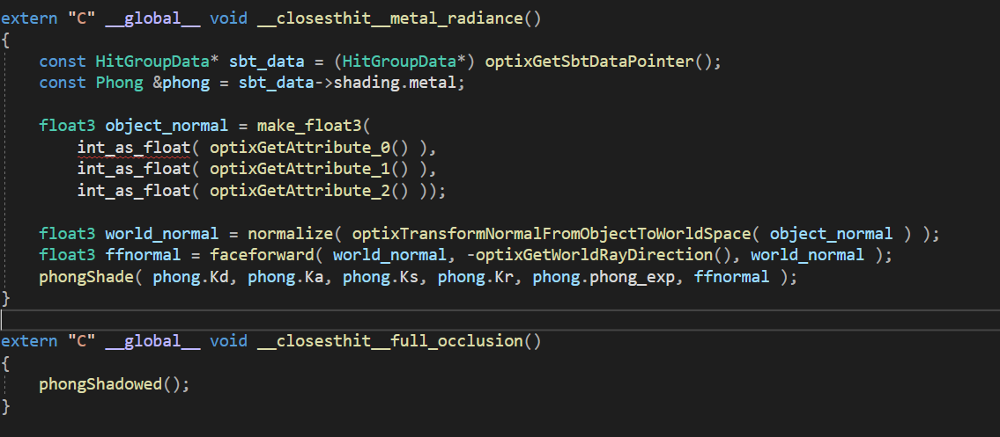 extern "C" __global__ void __closesthit__metal_radiance()
{
    const HitGroupData* sbt_data = (HitGroupData*) optixGetSbtDataPointer();
    const Phong &phong = sbt_data->shading.metal;

    float3 object_normal = make_float3(
        int_as_float( optixGetAttribute_0() ),
        int_as_float( optixGetAttribute_1() ),
        int_as_float( optixGetAttribute_2() ));

    float3 world_normal = normalize( optixTransformNormalFromObjectToWorldSpace( object_normal ) );
    float3 ffnormal = faceforward( world_normal, -optixGetWorldRayDirection(), world_normal );
    phongShade( phong.Kd, phong.Ka, phong.Ks, phong.Kr, phong.phong_exp, ffnormal );
}

extern "C" __global__ void __closesthit__full_occlusion()
{
    phongShadowed();
}